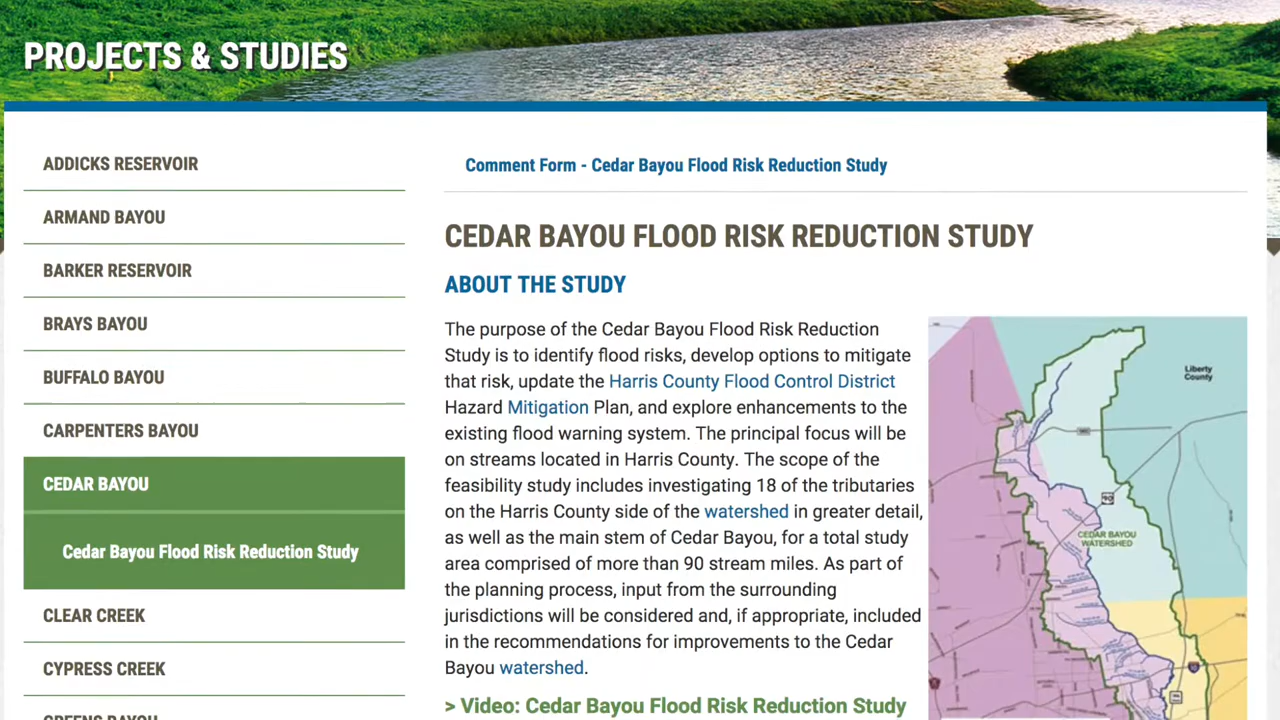 PROJECTS & STUDIES
ADDICKS RESERVOIR
ARMAND BAYOU
BARKER RESERVOIR
BRAYS BAYOU
BUFFALO BAYOU
CARPENTERS BAYOU
CEDAR BAYOU
Cedar Bayou Flood Risk Reduction Study
CLEAR CREEK
CYPRESS CREEK
GREENS BAYOU
Comment Form - Cedar Bayou Flood Risk Reduction Study
CEDAR BAYOU FLOOD RISK REDUCTION STUDY
ABOUT THE STUDY
The purpose of the Cedar Bayou Flood Risk Reduction
Study is to identify flood risks, develop options to mitigate
that risk, update the Harris County Flood Control District
Hazard Mitigation Plan, and explore enhancements to the
existing flood warning system. The principal focus will be
on streams located in Harris County. The scope of the
feasibility study includes investigating 18 of the tributaries
on the Harris County side of the watershed in greater detail,
as well as the main stem of Cedar Bayou, for a total study
area comprised of more than 90 stream miles. As part of
the planning process, input from the surrounding
jurisdictions will be considered and, if appropriate, included
in the recommendations for improvements to the Cedar
Bayou watershed.
> Video: Cedar Bayou Flood Risk Reduction Study
Liberty
County
90
CEDAR BAYOU
WATERSHED